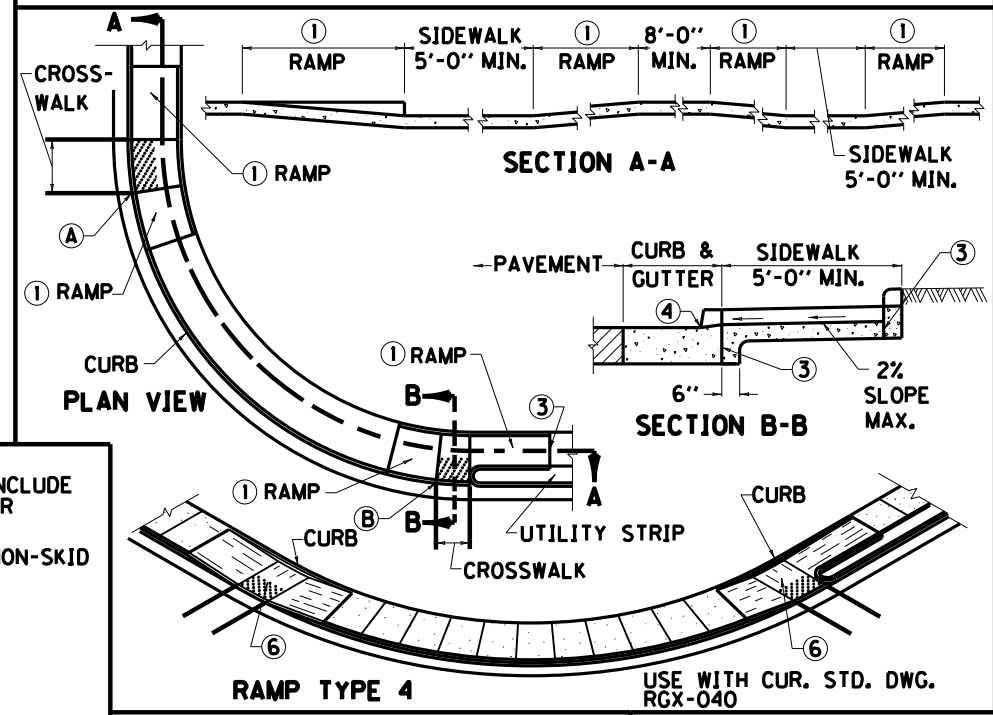 A
①
RAMP
SIDEWALK
5'-0" MIN.
①
RAMP
8'-0"
MIN.
①
RAMP
①
RAMP
CROSS-
WALK
SECTION A-A
SIDEWALK
5'-0" MIN.
① RAMP
Ⓐ
① RAMP
PAVEMENT
CURB &
GUTTER
SIDEWALK
5'-0" MIN.
③
④
③
6"
2%
SLOPE
MAX.
SECTION B-B
CURB
PLAN VIEW
① RAMP
B
③
① RAMP
Ⓑ
B
A
UTILITY STRIP
CROSSWALK
NCLUDE
R
ON-SKID
CURB
CURB
⑥
⑥
RAMP TYPE 4
USE WITH CUR. STD. DWG.
RGX-040